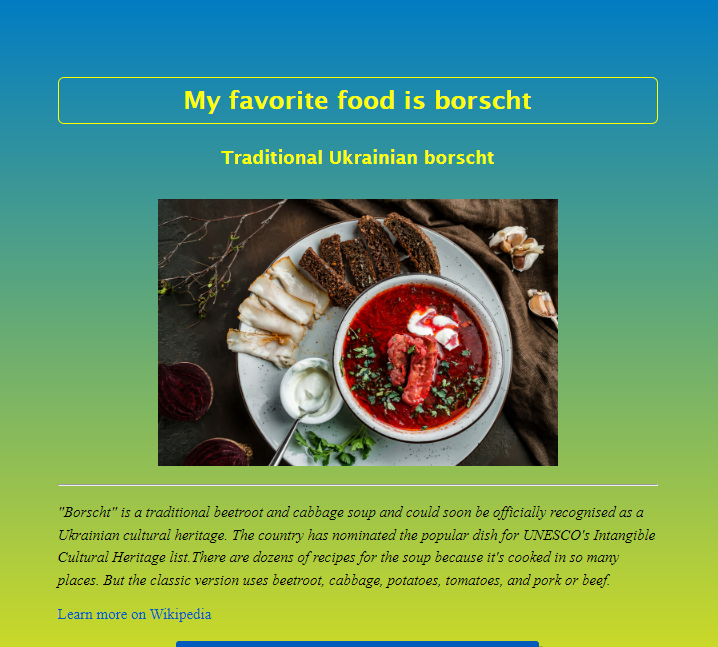 My favorite food is borscht
Traditional Ukrainian borscht
"Borscht" is a traditional beetroot and cabbage soup and could soon be officially recognised as a
Ukrainian cultural heritage. The country has nominated the popular dish for UNESCO's Intangible
Cultural Heritage list.There are dozens of recipes for the soup because it's cooked in so many
places. But the classic version uses beetroot, cabbage, potatoes, tomatoes, and pork or beef.
Learn more on Wikipedia